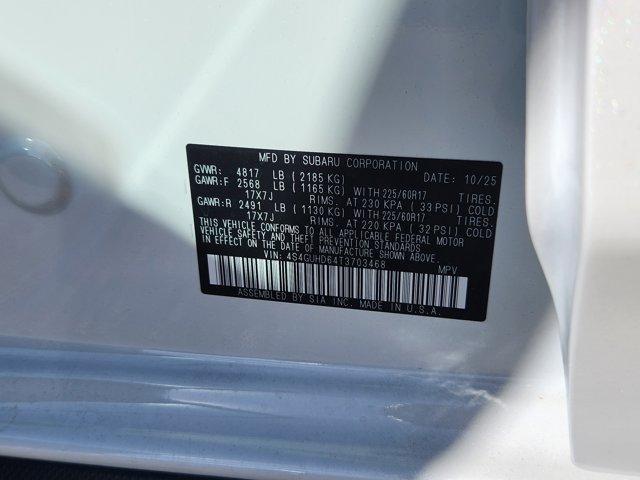 MFD BY SUBARU CORPORATION DATE: 10/25
GVWR: 4817 LB (2185 KG)
GAWR:F 2568 LB (1165 KG) WITH 225/60R17 TIRES.
17X7J RIMS. AT 230 KPA (33 PSI) COLD
GAWR:R 2491 LB (1130 KG) WITH 225/60R17 TIRES.
17X7J RIMS. AT 220 KPA (32 PSI) COLD
THIS VEHICLE CONFORMS TO ALL APPLICABLE FEDERAL MOTOR
VEHICLE SAFETY AND THEFT PREVENTION STANDARDS
IN EFFECT ON THE DATE OF MANUFACTURE SHOWN ABOVE.
VIN: 4S4GUHD64T3703468 MPV
ASSEMBLED BY SIA INC. MADE IN U.S.A.